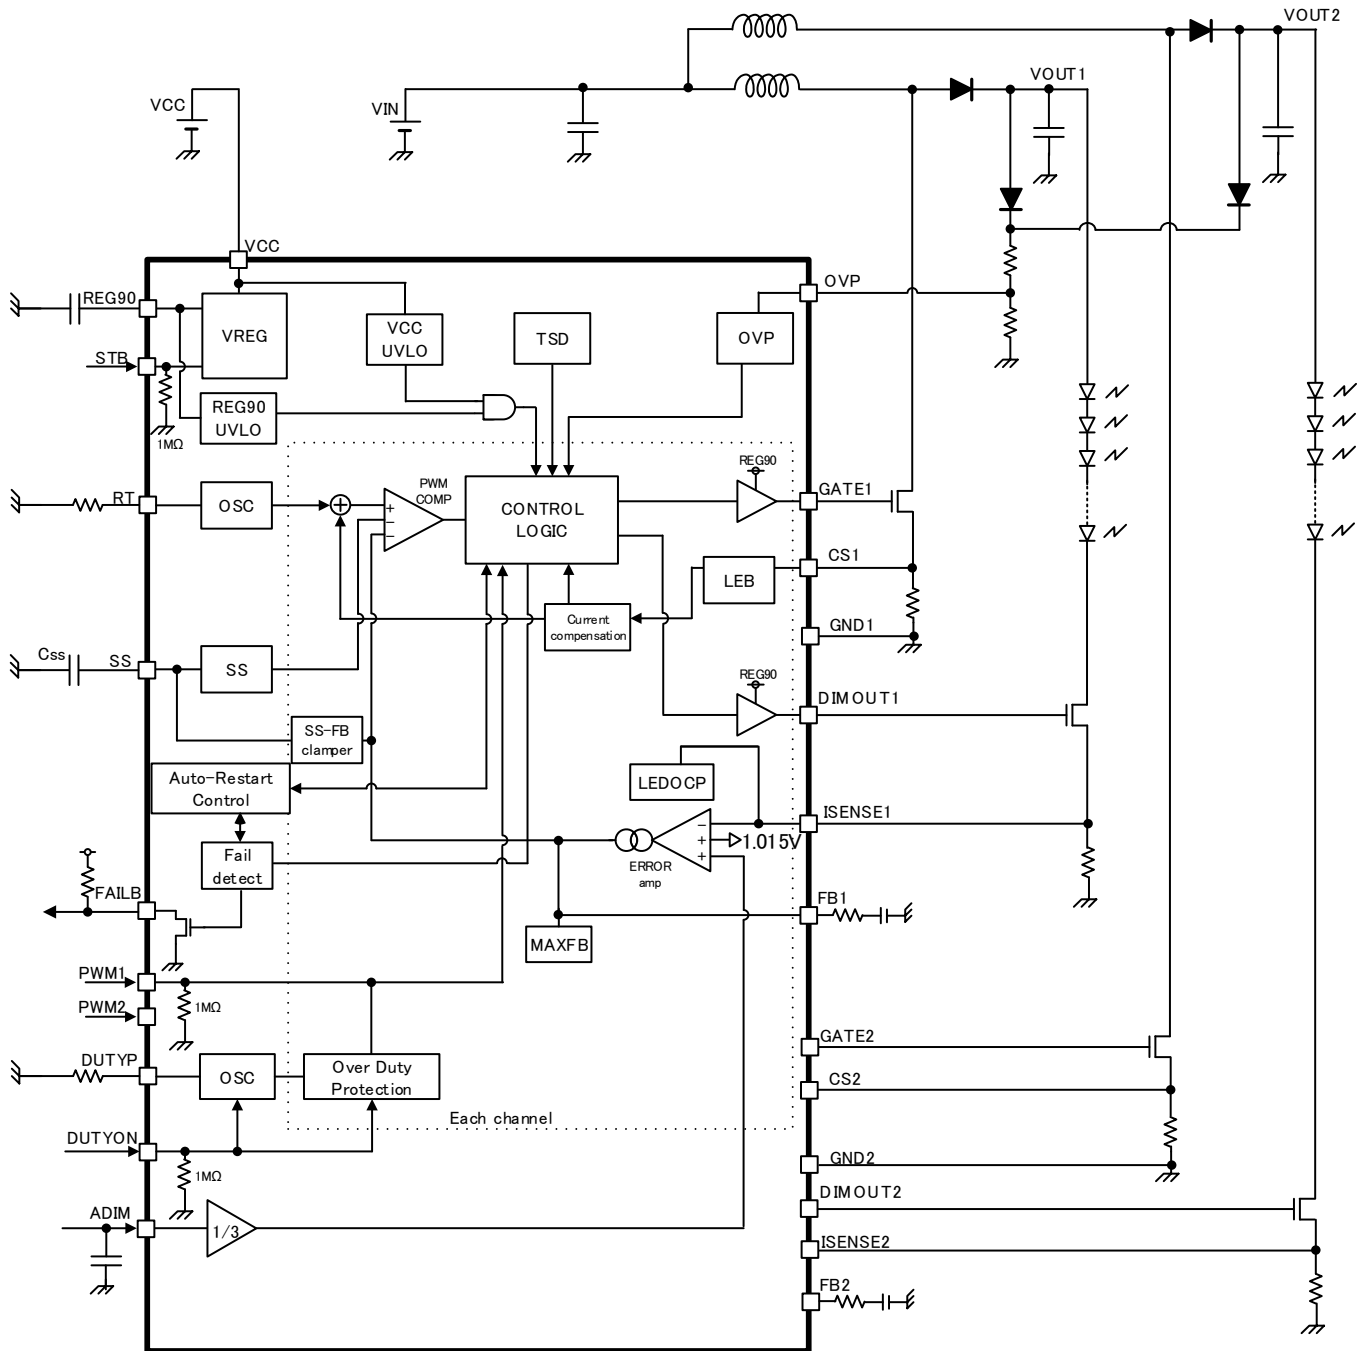 VOUT2
VOUT1
VCC
VIN
VCC
REG90
OVP
VREG
VCC
UVLO
TSD
OVP
STB
REG90
UVLO
1MΩ
REG90
PWM
COMP
RT
OSC
+
−
−
CONTROL
LOGIC
GATE1
CS1
LEB
Current
compensation
GND1
Css
SS
SS
REG90
DIMOUT1
SS-FB
clamper
Auto-Restart
Control
LEDOCP
ISENSE1
−
+
+
1.015V
ERROR
amp
Fail
detect
FAILB
FB1
MAXFB
PWM1
1MΩ
PWM2
GATE2
DUTYP
OSC
Over Duty
Protection
CS2
Each channel
DUTYON
1MΩ
GND2
DIMOUT2
ADIM
1/3
ISENSE2
FB2